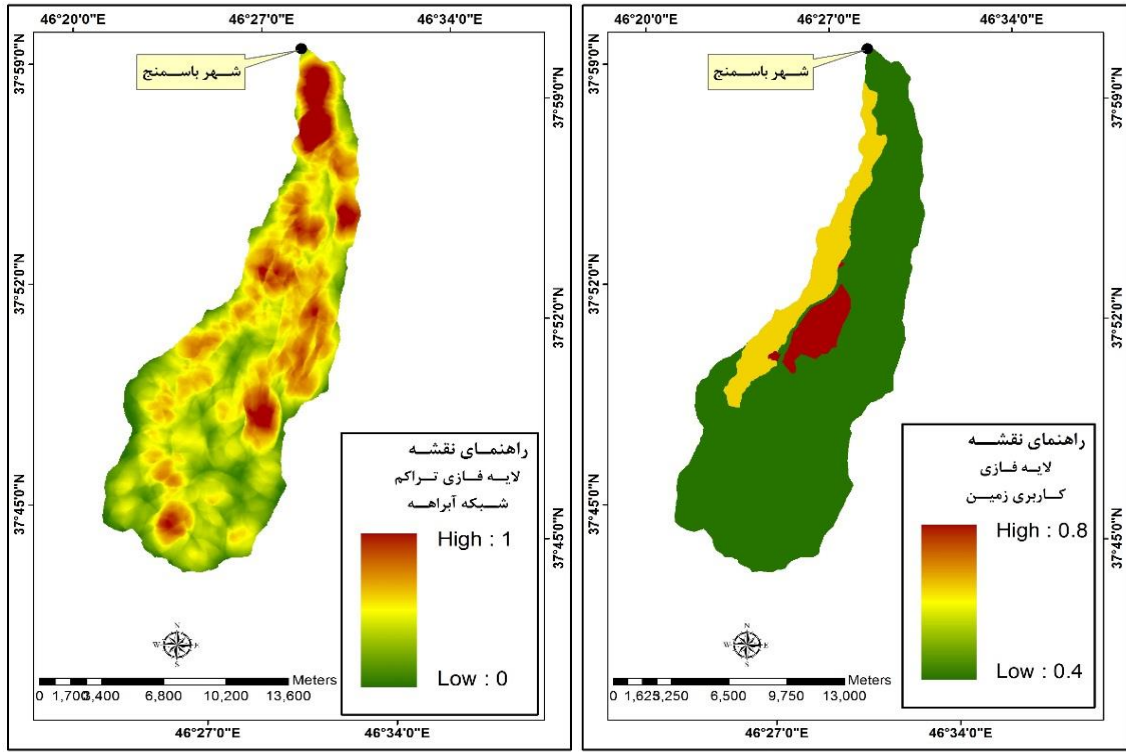 46°20'0"E 46°27'0"E 46°34'0"E
37°59'0"N
37°52'0"N
37°45'0"N
37°59'0"N
37°52'0"N
37°45'0"N
شهر باسمنج
راهنمای نقشه
لایه فازی تراکم
شبکه آبراهه
High : 1
Low : 0
N
W E
S
Meters
0 1,700 3,400 6,800 10,200 13,600
46°27'0"E 46°34'0"E
46°20'0"E 46°27'0"E 46°34'0"E
37°59'0"N
37°52'0"N
37°45'0"N
37°59'0"N
37°52'0"N
37°45'0"N
شهر باسمنج
راهنمای نقشه
لایه فازی
کاربری زمین
High : 0.8
Low : 0.4
N
W E
S
Meters
0 1,625 3,250 6,500 9,750 13,000
46°27'0"E 46°34'0"E